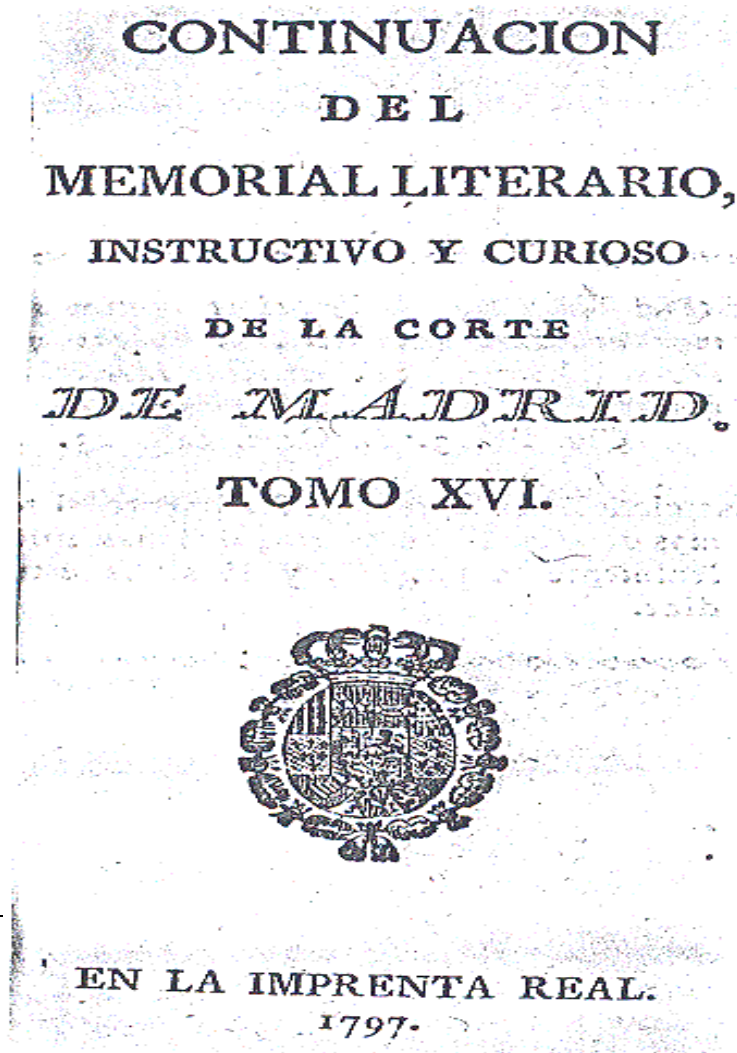 CONTINUACION
DEL
MEMORIAL LITERARIO,
INSTRUCTIVO Y CURIOSO
DE LA CORTE
DE MADRID.
TOMO XVI.
EN LA IMPRENTA REAL.
1797.